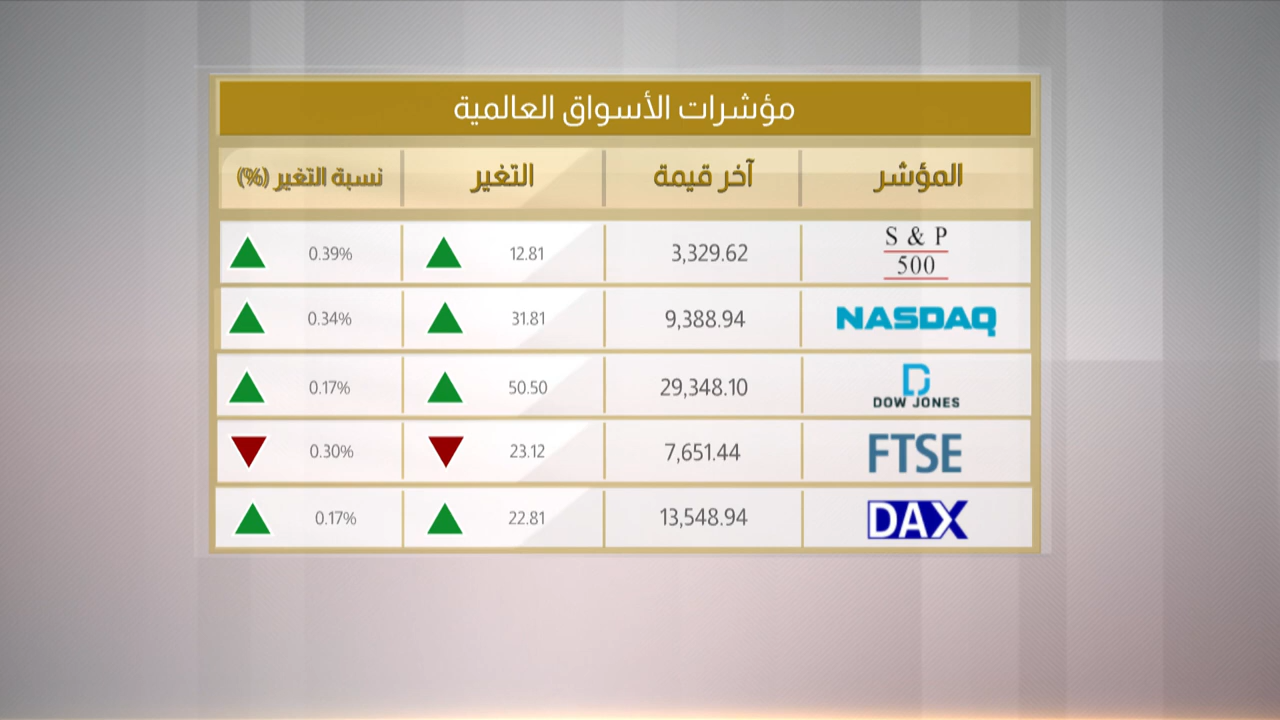 مؤشرات الأسواق العالمية
المؤشر آخر قيمة التغير نسبة التغير (%)
S & P
500
3,329.62 12.81 0.39%
NASDAQ 9,388.94 31.81 0.34%
DOW JONES 29,348.10 50.50 0.17%
FTSE 7,651.44 23.12 0.30%
DAX 13,548.94 22.81 0.17%